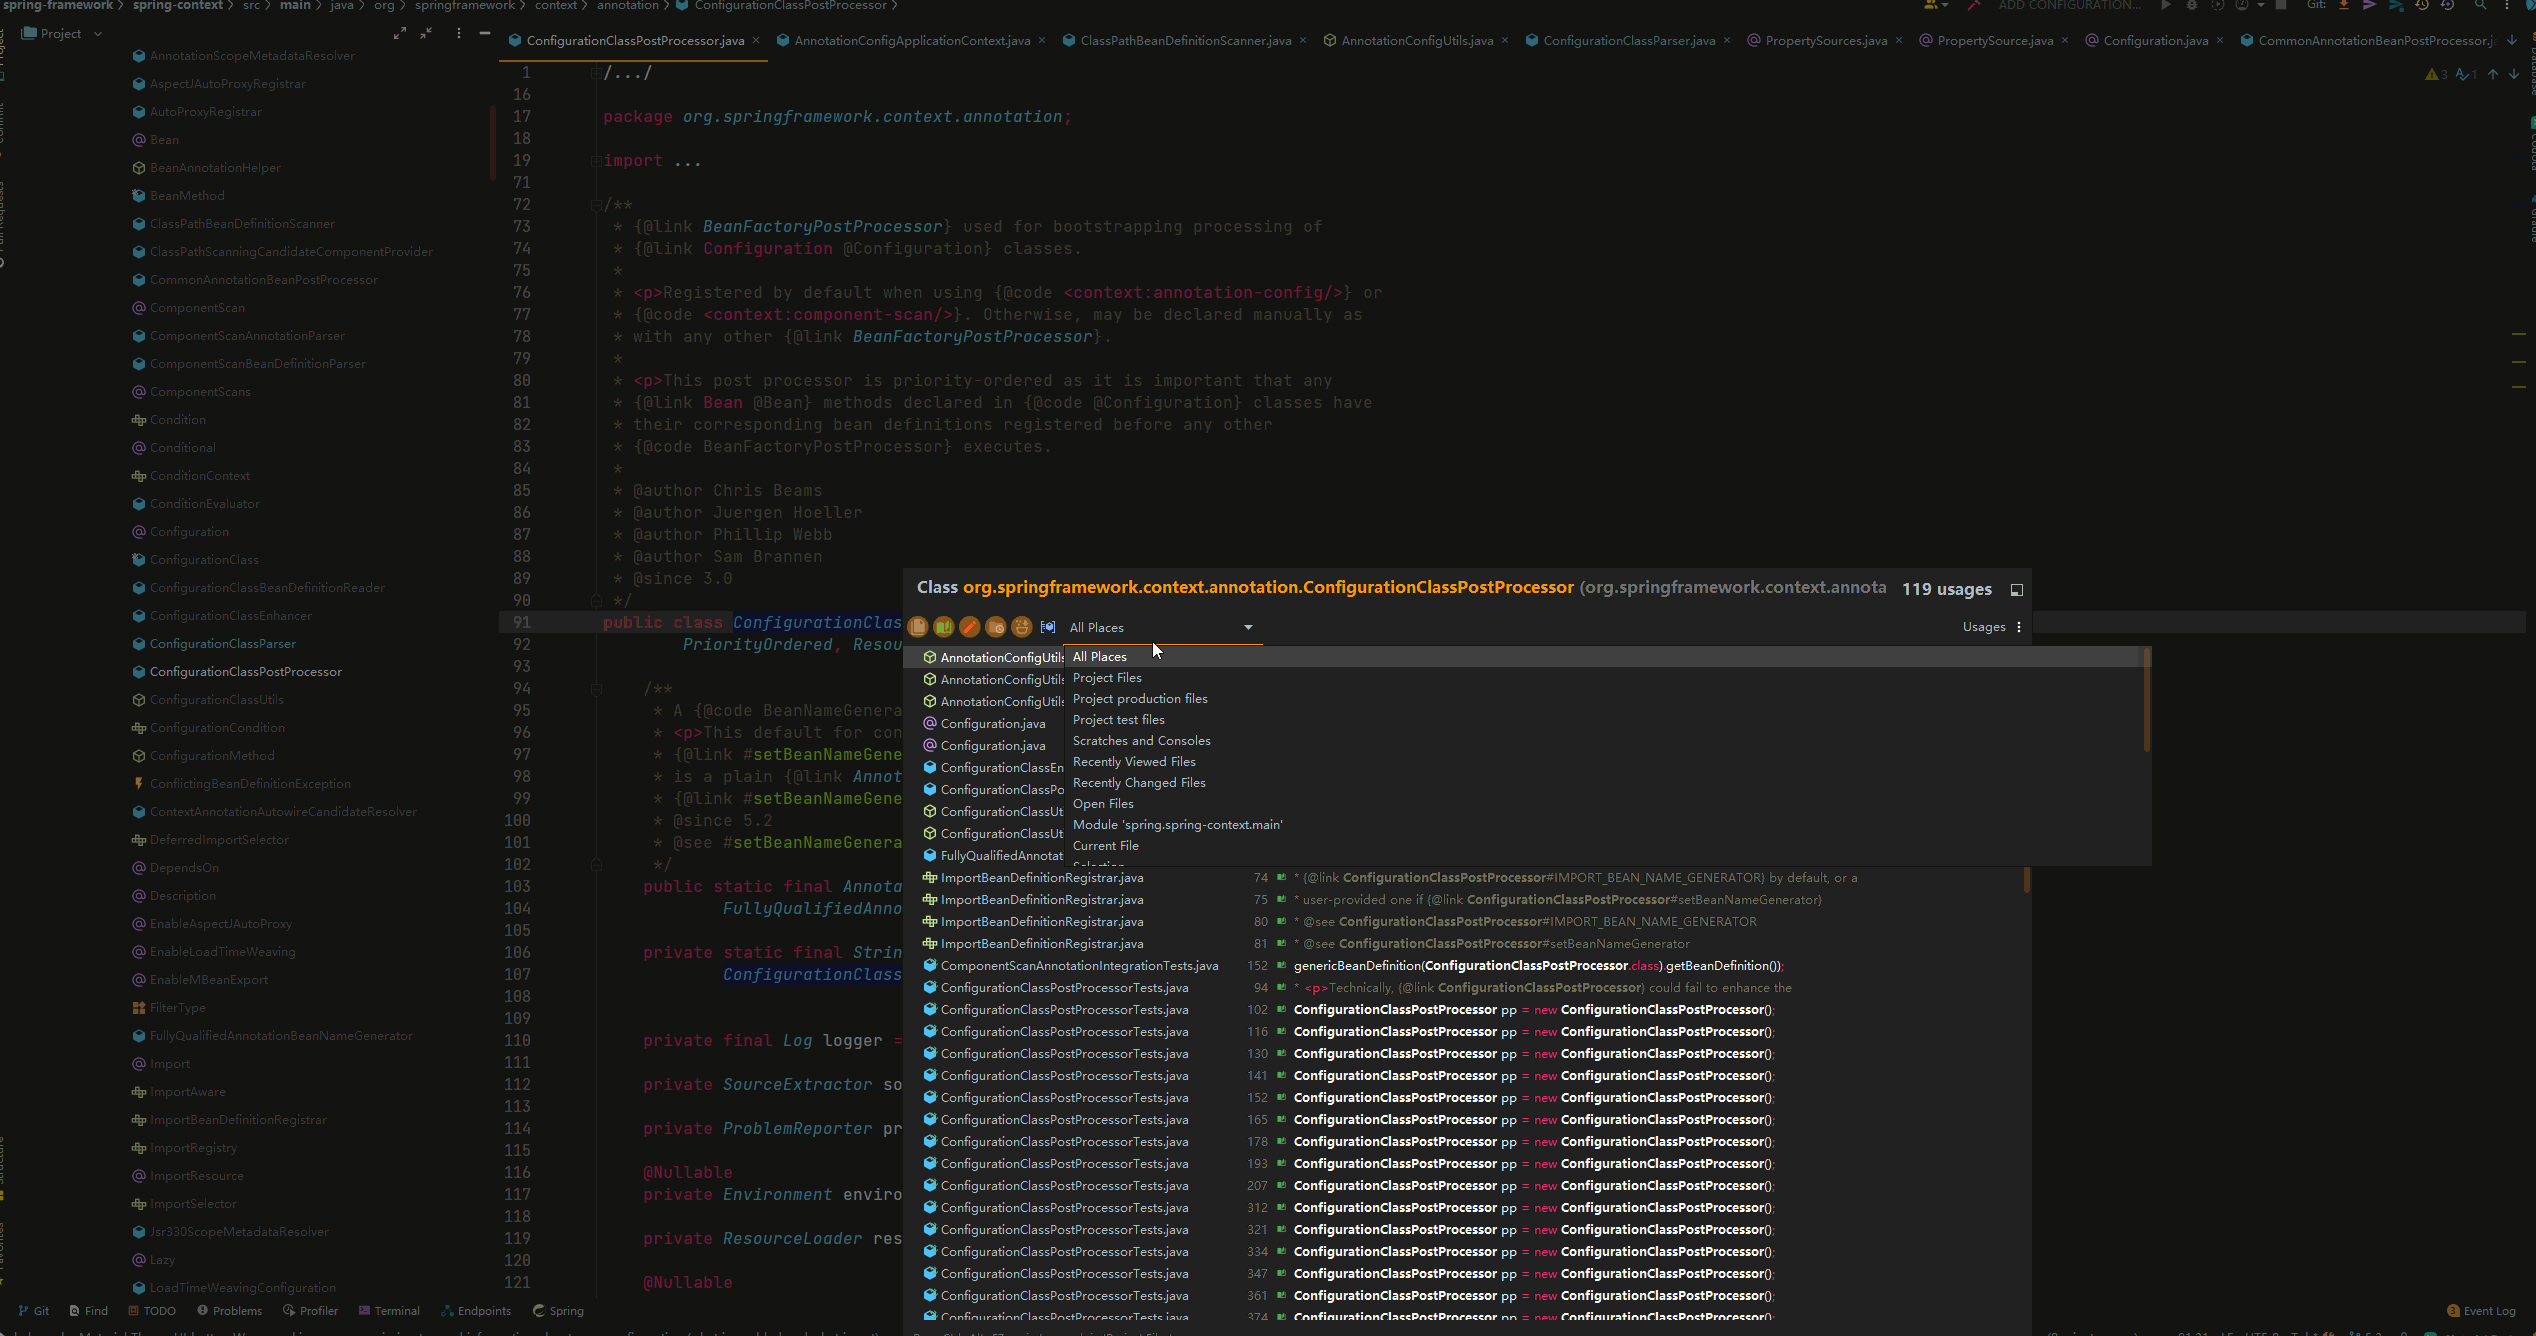 spring-framework > spring-context > src > main > java > org > springframework > context > annotation > ConfigurationClassPostProcessor >
ADD CONFIGURATION...
Git:
Project
ConfigurationClassPostProcessor.java
AnnotationConfigApplicationContext.java
ClassPathBeanDefinitionScanner.java
AnnotationConfigUtils.java
ConfigurationClassParser.java
PropertySources.java
PropertySource.java
Configuration.java
CommonAnnotationBeanPostProcessor.j
3
1
AnnotationScopeMetadataResolver
AspectJAutoProxyRegistrar
AutoProxyRegistrar
Bean
BeanAnnotationHelper
BeanMethod
ClassPathBeanDefinitionScanner
ClassPathScanningCandidateComponentProvider
CommonAnnotationBeanPostProcessor
ComponentScan
ComponentScanAnnotationParser
ComponentScanBeanDefinitionParser
ComponentScans
Condition
Conditional
ConditionContext
ConditionEvaluator
Configuration
ConfigurationClass
ConfigurationClassBeanDefinitionReader
ConfigurationClassEnhancer
ConfigurationClassParser
ConfigurationClassPostProcessor
ConfigurationClassUtils
ConfigurationCondition
ConfigurationMethod
ConflictingBeanDefinitionException
ContextAnnotationAutowireCandidateResolver
DeferredImportSelector
DependsOn
Description
EnableAspectJAutoProxy
EnableLoadTimeWeaving
EnableMBeanExport
FilterType
FullyQualifiedAnnotationBeanNameGenerator
Import
ImportAware
ImportBeanDefinitionRegistrar
ImportRegistry
ImportResource
ImportSelector
Jsr330ScopeMetadataResolver
Lazy
LoadTimeWeavingConfiguration
1 /.../
16
17 package org.springframework.context.annotation;
18
19 import ...
71
72 /**
73 * {@link BeanFactoryPostProcessor} used for bootstrapping processing of
74 * {@link Configuration @Configuration} classes.
75 *
76 * <p>Registered by default when using {@code <context:annotation-config/>} or
77 * {@code <context:component-scan/>}. Otherwise, may be declared manually as
78 * with any other {@link BeanFactoryPostProcessor}.
79 *
80 * <p>This post processor is priority-ordered as it is important that any
81 * {@link Bean @Bean} methods declared in {@code @Configuration} classes have
82 * their corresponding bean definitions registered before any other
83 * {@code BeanFactoryPostProcessor} executes.
84 *
85 * @author Chris Beams
86 * @author Juergen Hoeller
87 * @author Phillip Webb
88 * @author Sam Brannen
89 * @since 3.0
90 */
91 public class ConfigurationClas
92 PriorityOrdered, Resou
93
94 /**
95 * A {@code BeanNameGenera
96 * <p>This default for con
97 * {@link #setBeanNameGene
98 * is a plain {@link Annot
99 * {@link #setBeanNameGene
100 * @since 5.2
101 * @see #setBeanNameGenera
102 */
103 public static final Annota
104 FullyQualifiedAnno
105
106 private static final Strin
107 ConfigurationClass
108
109
110 private final Log logger =
111
112 private SourceExtractor so
113
114 private ProblemReporter pr
115
116 @Nullable
117 private Environment enviro
118
119 private ResourceLoader res
120
121 @Nullable
Class org.springframework.context.annotation.ConfigurationClassPostProcessor (org.springframework.context.annota 119 usages
All Places
Usages
AnnotationConfigUtils
AnnotationConfigUtils
AnnotationConfigUtils
Configuration.java
Configuration.java
ConfigurationClassEn
ConfigurationClassPo
ConfigurationClassUt
ConfigurationClassUt
FullyQualifiedAnnotat
All Places
Project Files
Project production files
Project test files
Scratches and Consoles
Recently Viewed Files
Recently Changed Files
Open Files
Module 'spring.spring-context.main'
Current File
Selection
ImportBeanDefinitionRegistrar.java 74 * {@link ConfigurationClassPostProcessor#IMPORT_BEAN_NAME_GENERATOR} by default, or a
ImportBeanDefinitionRegistrar.java 75 * user-provided one if {@link ConfigurationClassPostProcessor#setBeanNameGenerator}
ImportBeanDefinitionRegistrar.java 80 * @see ConfigurationClassPostProcessor#IMPORT_BEAN_NAME_GENERATOR
ImportBeanDefinitionRegistrar.java 81 * @see ConfigurationClassPostProcessor#setBeanNameGenerator
ComponentScanAnnotationIntegrationTests.java 152 genericBeanDefinition(ConfigurationClassPostProcessor.class).getBeanDefinition());
ConfigurationClassPostProcessorTests.java 94 * <p>Technically, {@link ConfigurationClassPostProcessor} could fail to enhance the
ConfigurationClassPostProcessorTests.java 102 ConfigurationClassPostProcessor pp = new ConfigurationClassPostProcessor();
ConfigurationClassPostProcessorTests.java 116 ConfigurationClassPostProcessor pp = new ConfigurationClassPostProcessor();
ConfigurationClassPostProcessorTests.java 130 ConfigurationClassPostProcessor pp = new ConfigurationClassPostProcessor();
ConfigurationClassPostProcessorTests.java 141 ConfigurationClassPostProcessor pp = new ConfigurationClassPostProcessor();
ConfigurationClassPostProcessorTests.java 152 ConfigurationClassPostProcessor pp = new ConfigurationClassPostProcessor();
ConfigurationClassPostProcessorTests.java 165 ConfigurationClassPostProcessor pp = new ConfigurationClassPostProcessor();
ConfigurationClassPostProcessorTests.java 178 ConfigurationClassPostProcessor pp = new ConfigurationClassPostProcessor();
ConfigurationClassPostProcessorTests.java 193 ConfigurationClassPostProcessor pp = new ConfigurationClassPostProcessor();
ConfigurationClassPostProcessorTests.java 207 ConfigurationClassPostProcessor pp = new ConfigurationClassPostProcessor();
ConfigurationClassPostProcessorTests.java 312 ConfigurationClassPostProcessor pp = new ConfigurationClassPostProcessor();
ConfigurationClassPostProcessorTests.java 321 ConfigurationClassPostProcessor pp = new ConfigurationClassPostProcessor();
ConfigurationClassPostProcessorTests.java 334 ConfigurationClassPostProcessor pp = new ConfigurationClassPostProcessor();
ConfigurationClassPostProcessorTests.java 347 ConfigurationClassPostProcessor pp = new ConfigurationClassPostProcessor();
ConfigurationClassPostProcessorTests.java 361 ConfigurationClassPostProcessor pp = new ConfigurationClassPostProcessor();
ConfigurationClassPostProcessorTests.java 374 ConfigurationClassPostProcessor pp = new ConfigurationClassPostProcessor();
Git
Find
TODO
Problems
Profiler
Terminal
Endpoints
Spring
3 Event Log